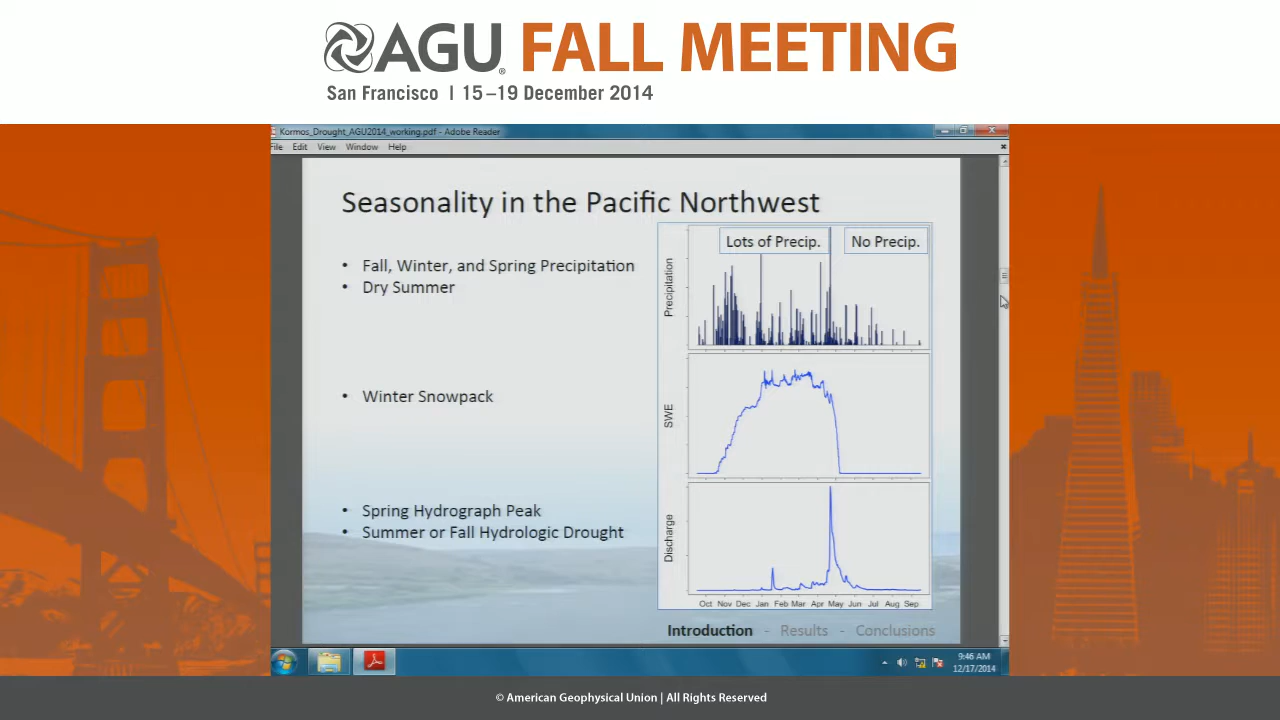 AGU FALL MEETING
San Francisco | 15–19 December 2014
Kormos_Drought_AGU2014_working.pdf - Adobe Reader
File Edit View Window Help
Seasonality in the Pacific Northwest
• Fall, Winter, and Spring Precipitation
• Dry Summer
• Winter Snowpack
• Spring Hydrograph Peak
• Summer or Fall Hydrologic Drought
Lots of Precip.
No Precip.
Precipitation
SWE
Discharge
Oct Nov Dec Jan Feb Mar Apr May Jun Jul Aug Sep
Introduction - Results - Conclusions
9:46 AM
12/17/2014
© American Geophysical Union | All Rights Reserved